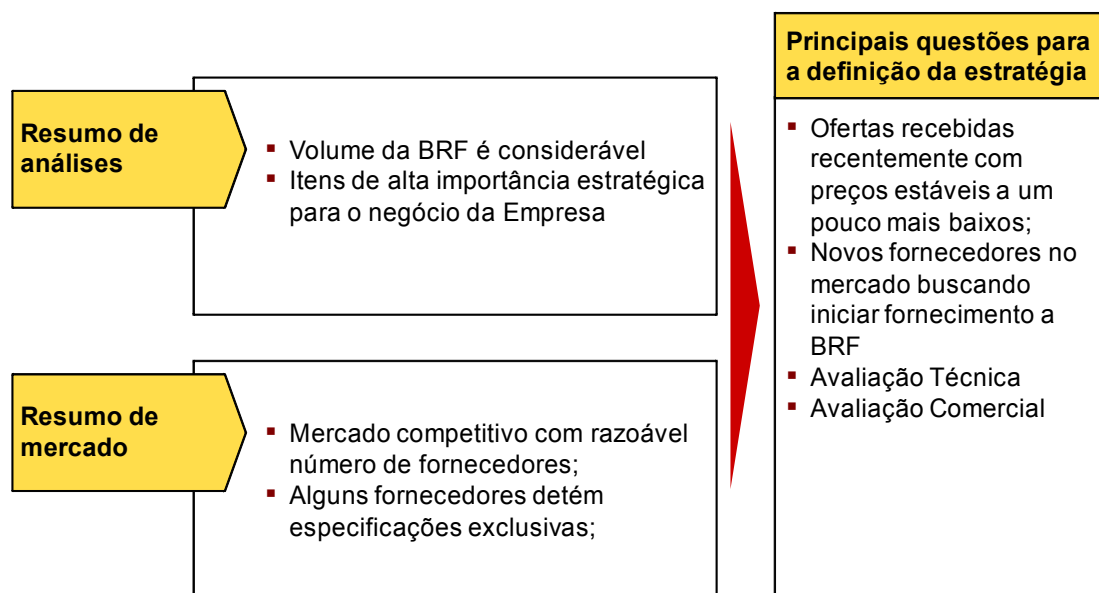 Resumo de
análises
▪ Volume da BRF é considerável
▪ Itens de alta importância estratégica
para o negócio da Empresa
Resumo de
mercado
▪ Mercado competitivo com razoável
número de fornecedores;
▪ Alguns fornecedores detém
especificações exclusivas;
Principais questões para
a definição da estratégia
▪ Ofertas recebidas
recentemente com
preços estáveis a um
pouco mais baixos;
▪ Novos fornecedores no
mercado buscando
iniciar fornecimento a
BRF
▪ Avaliação Técnica
▪ Avaliação Comercial